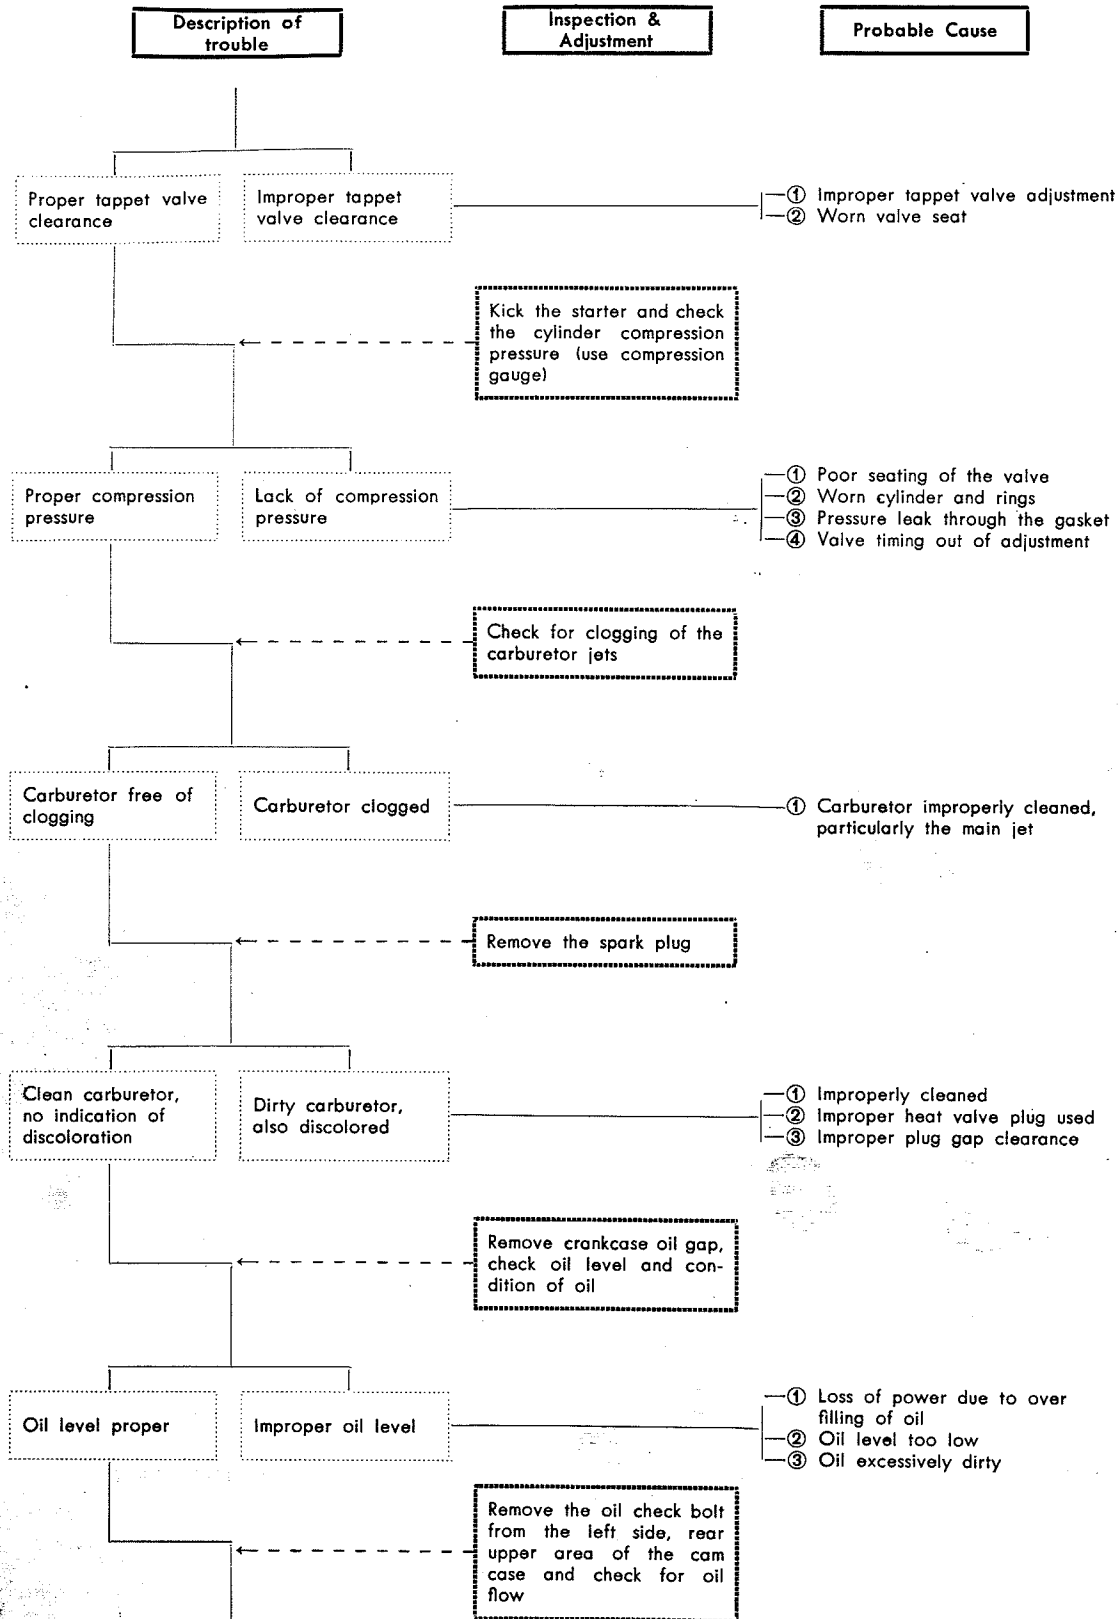 Description of
trouble
Inspection &
Adjustment
Probable Cause
Proper tappet valve
clearance
Improper tappet
valve clearance
① Improper tappet valve adjustment
② Worn valve seat
Kick the starter and check
the cylinder compression
pressure (use compression
gauge)
Proper compression
pressure
Lack of compression
pressure
① Poor seating of the valve
② Worn cylinder and rings
③ Pressure leak through the gasket
④ Valve timing out of adjustment
Check for clogging of the
carburetor jets
Carburetor free of
clogging
Carburetor clogged
① Carburetor improperly cleaned,
particularly the main jet
Remove the spark plug
Clean carburetor,
no indication of
discoloration
Dirty carburetor,
also discolored
① Improperly cleaned
② Improper heat valve plug used
③ Improper plug gap clearance
Remove crankcase oil gap,
check oil level and con-
dition of oil
Oil level proper
Improper oil level
① Loss of power due to over
filling of oil
② Oil level too low
③ Oil excessively dirty
Remove the oil check bolt
from the left side, rear
upper area of the cam
case and check for oil
flow